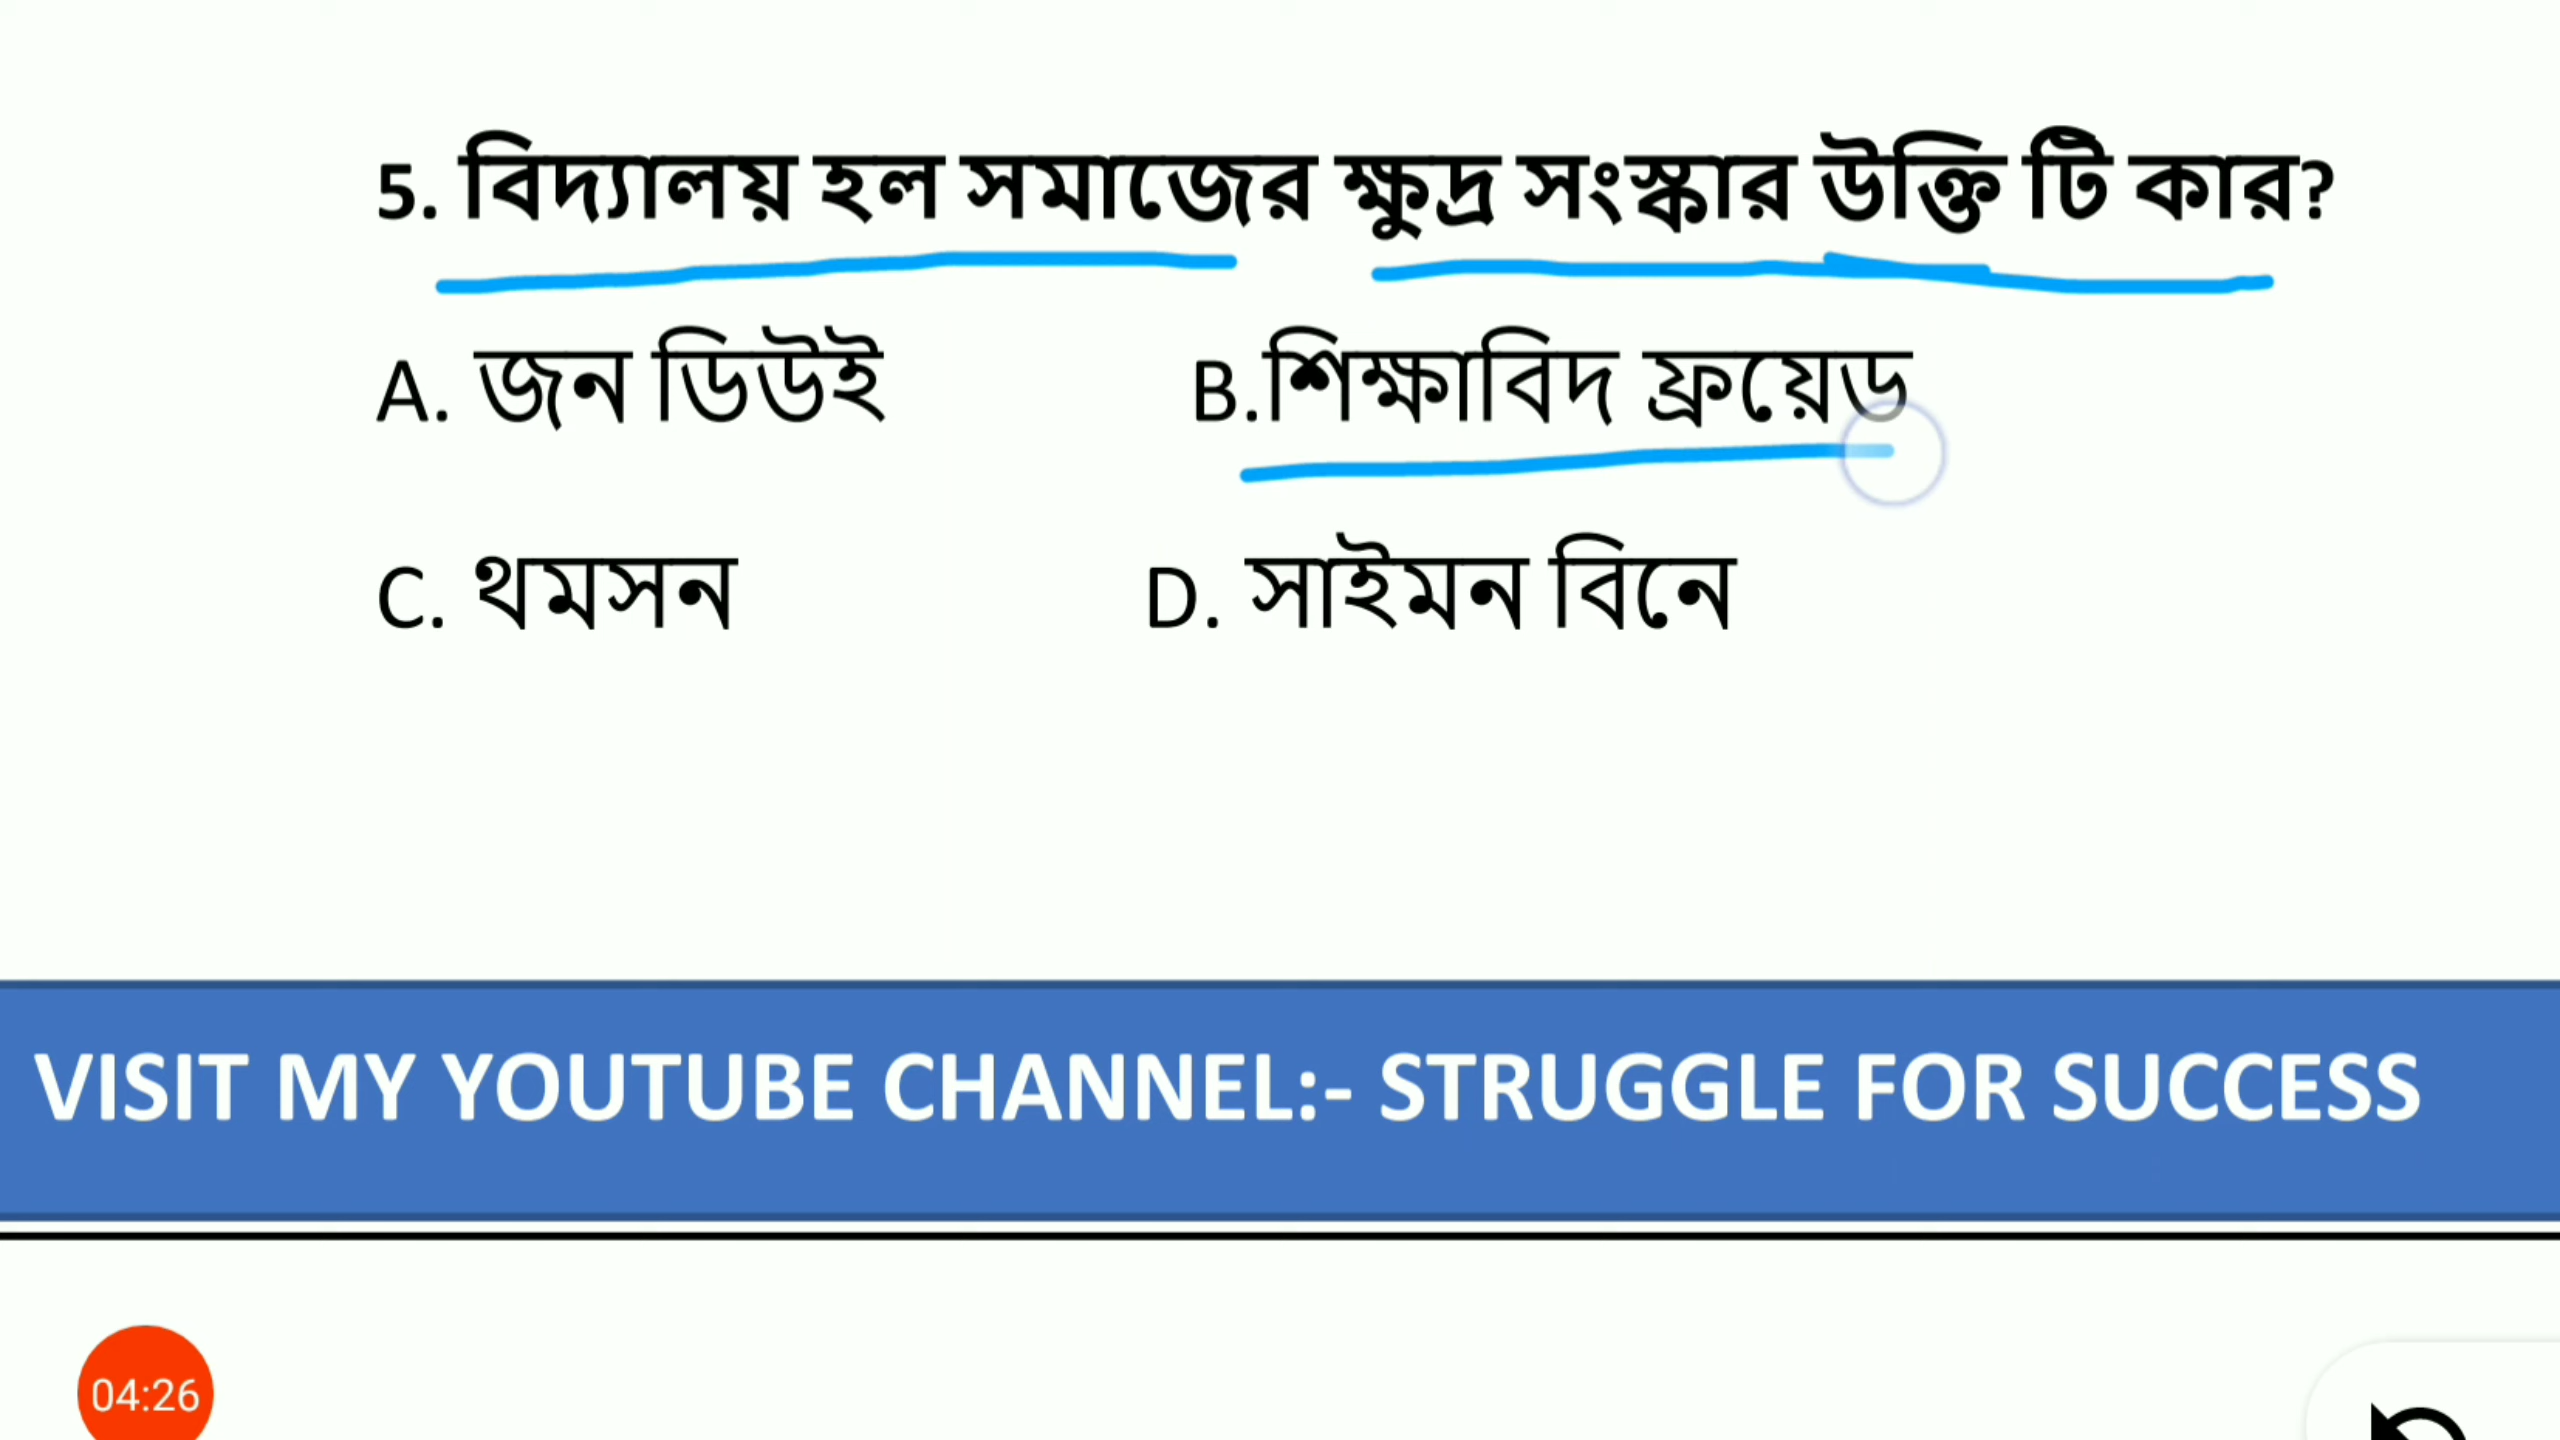 5. বিদ্যালয় হল সমাজের ক্ষুদ্র সংস্কার উক্তি টি কার?
A. জন ডিউই B.শিক্ষাবিদ ফ্রয়েড
C. থমসন D. সাইমন বিনে
VISIT MY YOUTUBE CHANNEL:- STRUGGLE FOR SUCCESS
04:26